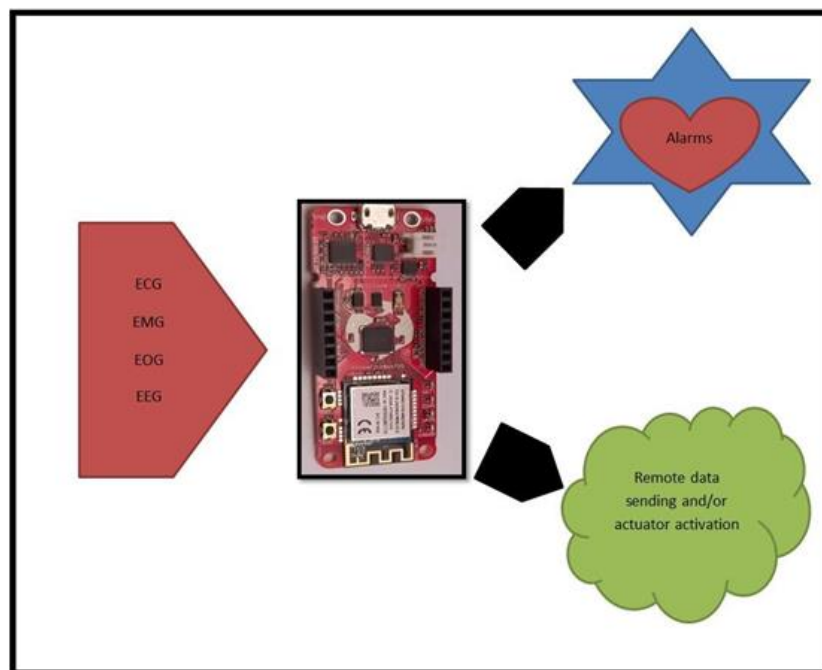 ECG
EMG
EOG
EEG
Alarms
Remote data
sending and/or
actuator activation